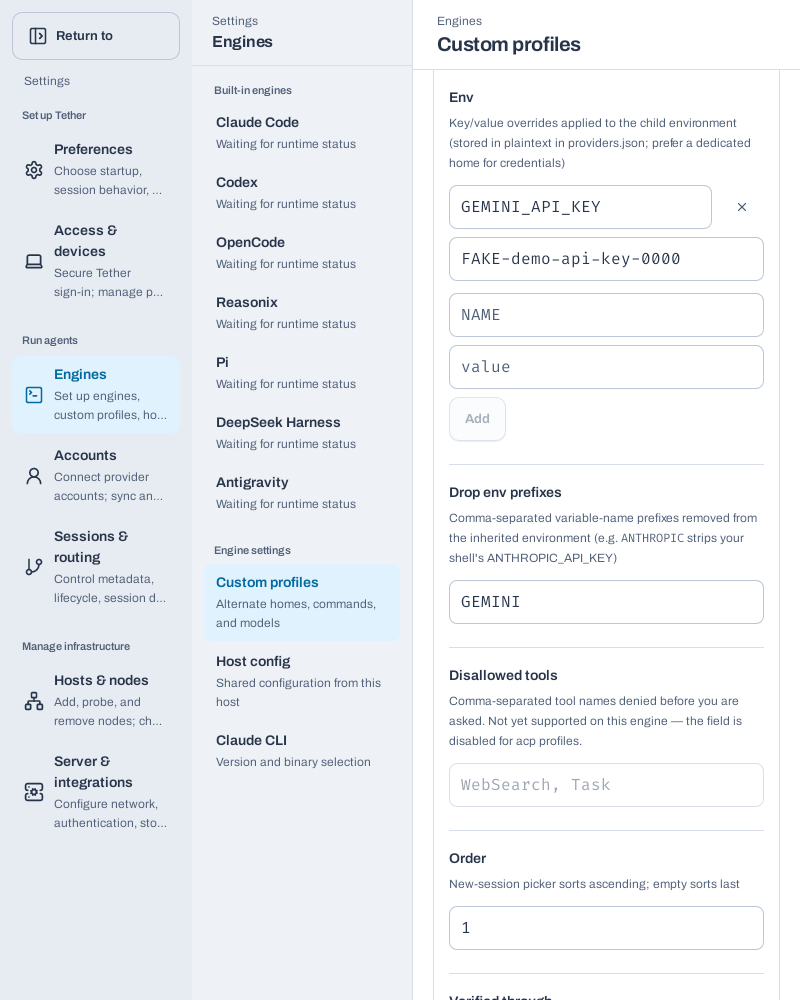 Return to
Settings
Set up Tether
Preferences
Choose startup,
session behavior, ...
Access &
devices
Secure Tether
sign-in; manage p...
Run agents
Engines
Set up engines,
custom profiles, ho...
Accounts
Connect provider
accounts; sync an...
Sessions &
routing
Control metadata,
lifecycle, session d...
Manage infrastructure
Hosts & nodes
Add, probe, and
remove nodes; ch...
Server &
integrations
Configure network,
authentication, sto...
Settings
Engines
Built-in engines
Claude Code
Waiting for runtime status
Codex
Waiting for runtime status
OpenCode
Waiting for runtime status
Reasonix
Waiting for runtime status
Pi
Waiting for runtime status
DeepSeek Harness
Waiting for runtime status
Antigravity
Waiting for runtime status
Engine settings
Custom profiles
Alternate homes, commands,
and models
Host config
Shared configuration from this
host
Claude CLI
Version and binary selection
Engines
Custom profiles
Env
Key/value overrides applied to the child environment
(stored in plaintext in providers.json; prefer a dedicated
home for credentials)
GEMINI_API_KEY
FAKE-demo-api-key-0000
NAME
value
Add
Drop env prefixes
Comma-separated variable-name prefixes removed from
the inherited environment (e.g. ANTHROPIC strips your
shell's ANTHROPIC_API_KEY)
GEMINI
Disallowed tools
Comma-separated tool names denied before you are
asked. Not yet supported on this engine — the field is
disabled for acp profiles.
WebSearch, Task
Order
New-session picker sorts ascending; empty sorts last
1
Verified through